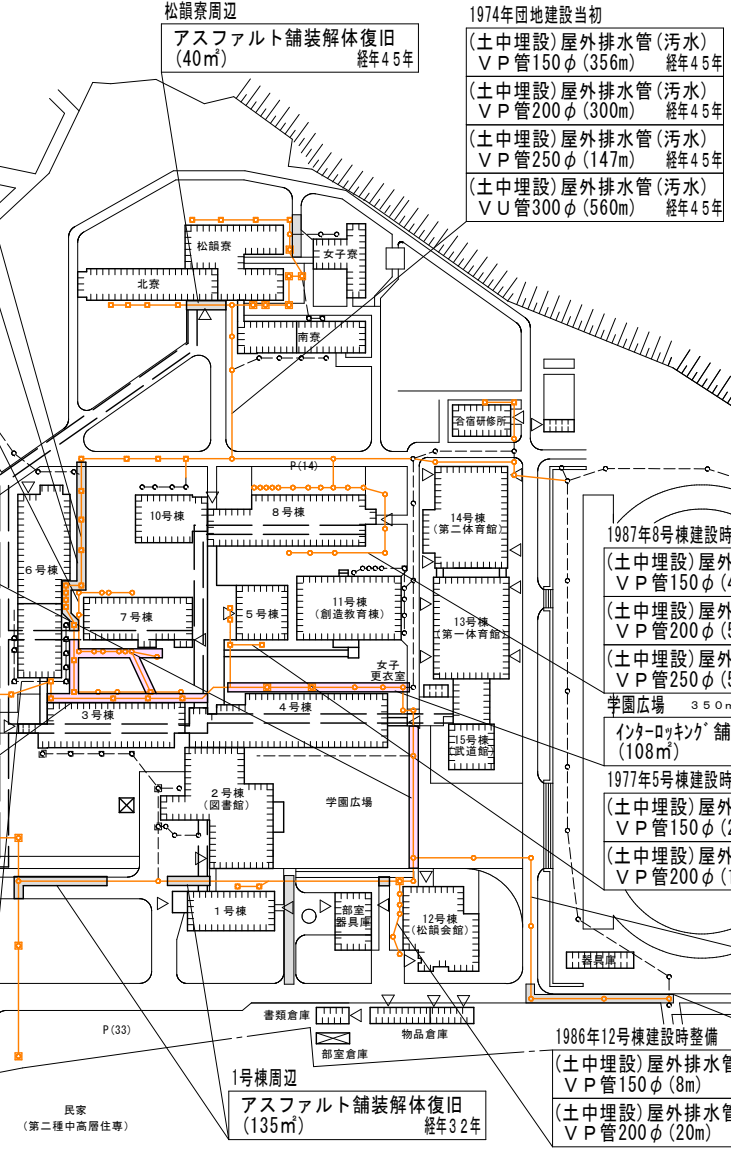 松韻寮周辺
アスファルト舗装解体復旧
(40㎡) 経年45年
1974年団地建設当初
(土中埋設)屋外排水管(汚水)
ＶＰ管150φ(356m) 経年45年
(土中埋設)屋外排水管(汚水)
ＶＰ管200φ(300m) 経年45年
(土中埋設)屋外排水管(汚水)
ＶＰ管250φ(147m) 経年45年
(土中埋設)屋外排水管(汚水)
ＶＵ管300φ(560m) 経年45年
松韻寮
女子寮
北寮
南寮
合宿研修所
P(14)
10号棟
8号棟
14号棟
(第二体育館)
6号棟
7号棟
5号棟
11号棟
(創造教育棟)
13号棟
(第一体育館)
女子
更衣室
3号棟
4号棟
15号棟
(武道館)
2号棟
(図書館)
学園広場
1987年8号棟建設時
(土中埋設)屋外
ＶＰ管150φ(4
(土中埋設)屋外
ＶＰ管200φ(5
(土中埋設)屋外
ＶＰ管250φ(5
学園広場 350m
インターロッキング舗
(108㎡)
1977年5号棟建設時
(土中埋設)屋外
ＶＰ管150φ(2
(土中埋設)屋外
ＶＰ管200φ(1
1号棟
部室
器具庫
12号棟
(松韻会館)
器具庫
書類倉庫
物品倉庫
部室倉庫
P(33)
1986年12号棟建設時整備
(土中埋設)屋外排水管
ＶＰ管150φ(8m)
(土中埋設)屋外排水管
ＶＰ管200φ(20m)
1号棟周辺
アスファルト舗装解体復旧
(135㎡) 経年32年
民家
(第二種中高層住専)